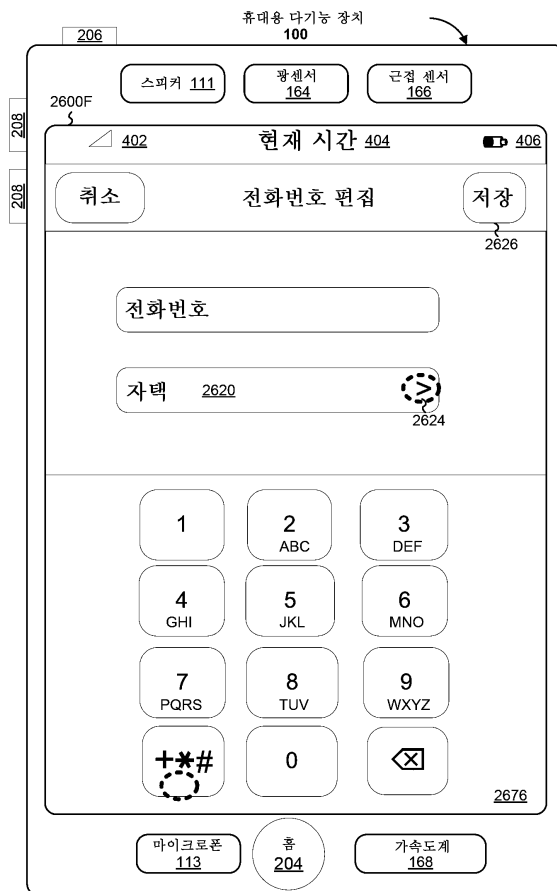 휴대용 다기능 장치
100
206
스피커 111
광센서
164
근접 센서
166
2600F
208
208
402
현재 시간 404
406
취소
전화번호 편집
저장
2626
전화번호
자택 2620
>
2624
1
2
ABC
3
DEF
4
GHI
5
JKL
6
MNO
7
PQRS
8
TUV
9
WXYZ
+*#
0
2676
마이크로폰
113
홈
204
가속도계
168